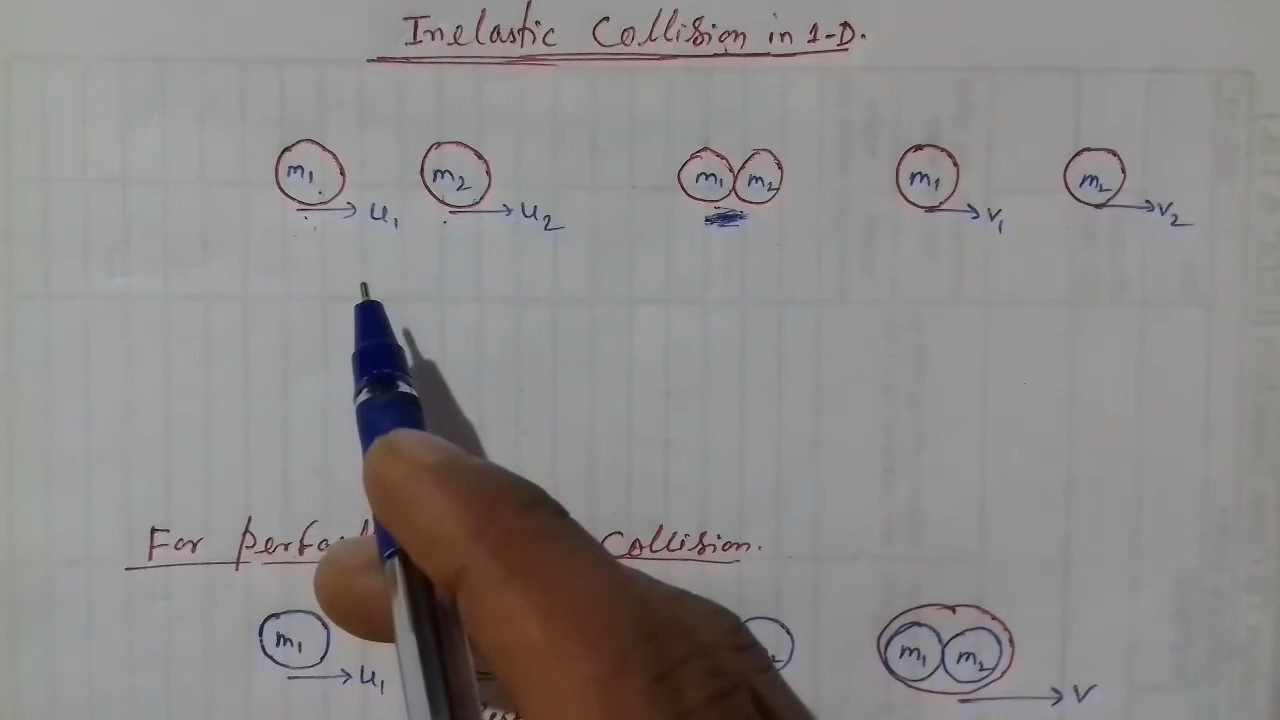 Inelastic Collision in 1-D.
m1 m2 m1 m2 m1 m2
u1 u2 v1 v2
For Collision.
m1 m1 m2
u1 v